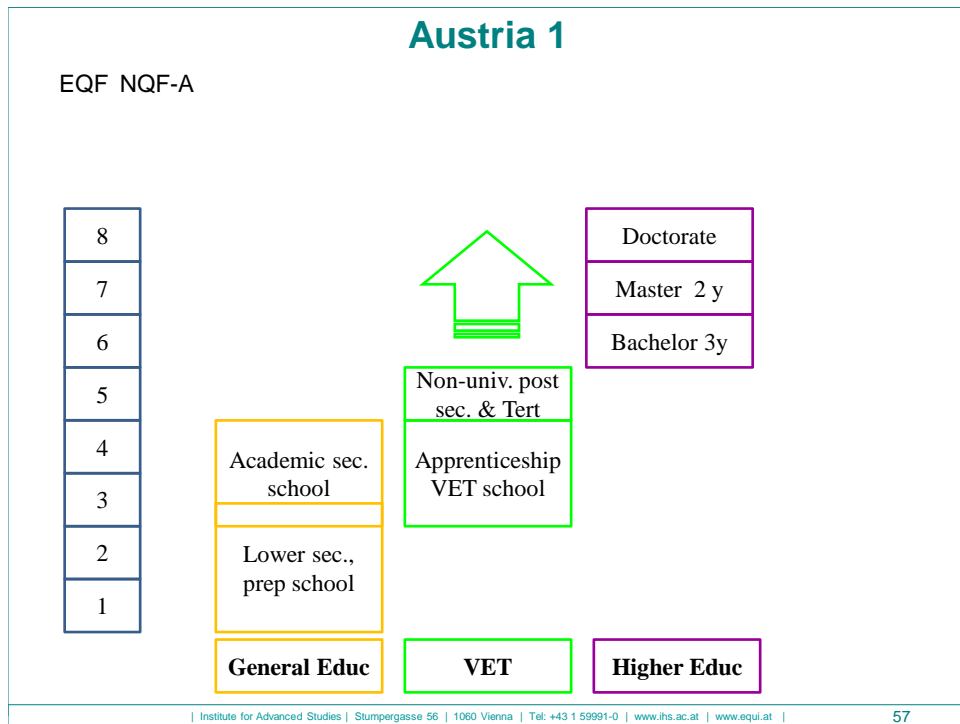 Austria 1
EQF NQF-A
8
7
6
5
4
3
2
1
Academic sec.
school
Lower sec.,
prep school
General Educ
Non-univ. post
sec. & Tert
Apprenticeship
VET school
VET
Doctorate
Master 2 y
Bachelor 3y
Higher Educ
| Institute for Advanced Studies | Stumpergasse 56 | 1060 Vienna | Tel: +43 1 59991-0 | www.ihs.ac.at | www.equi.at |
57